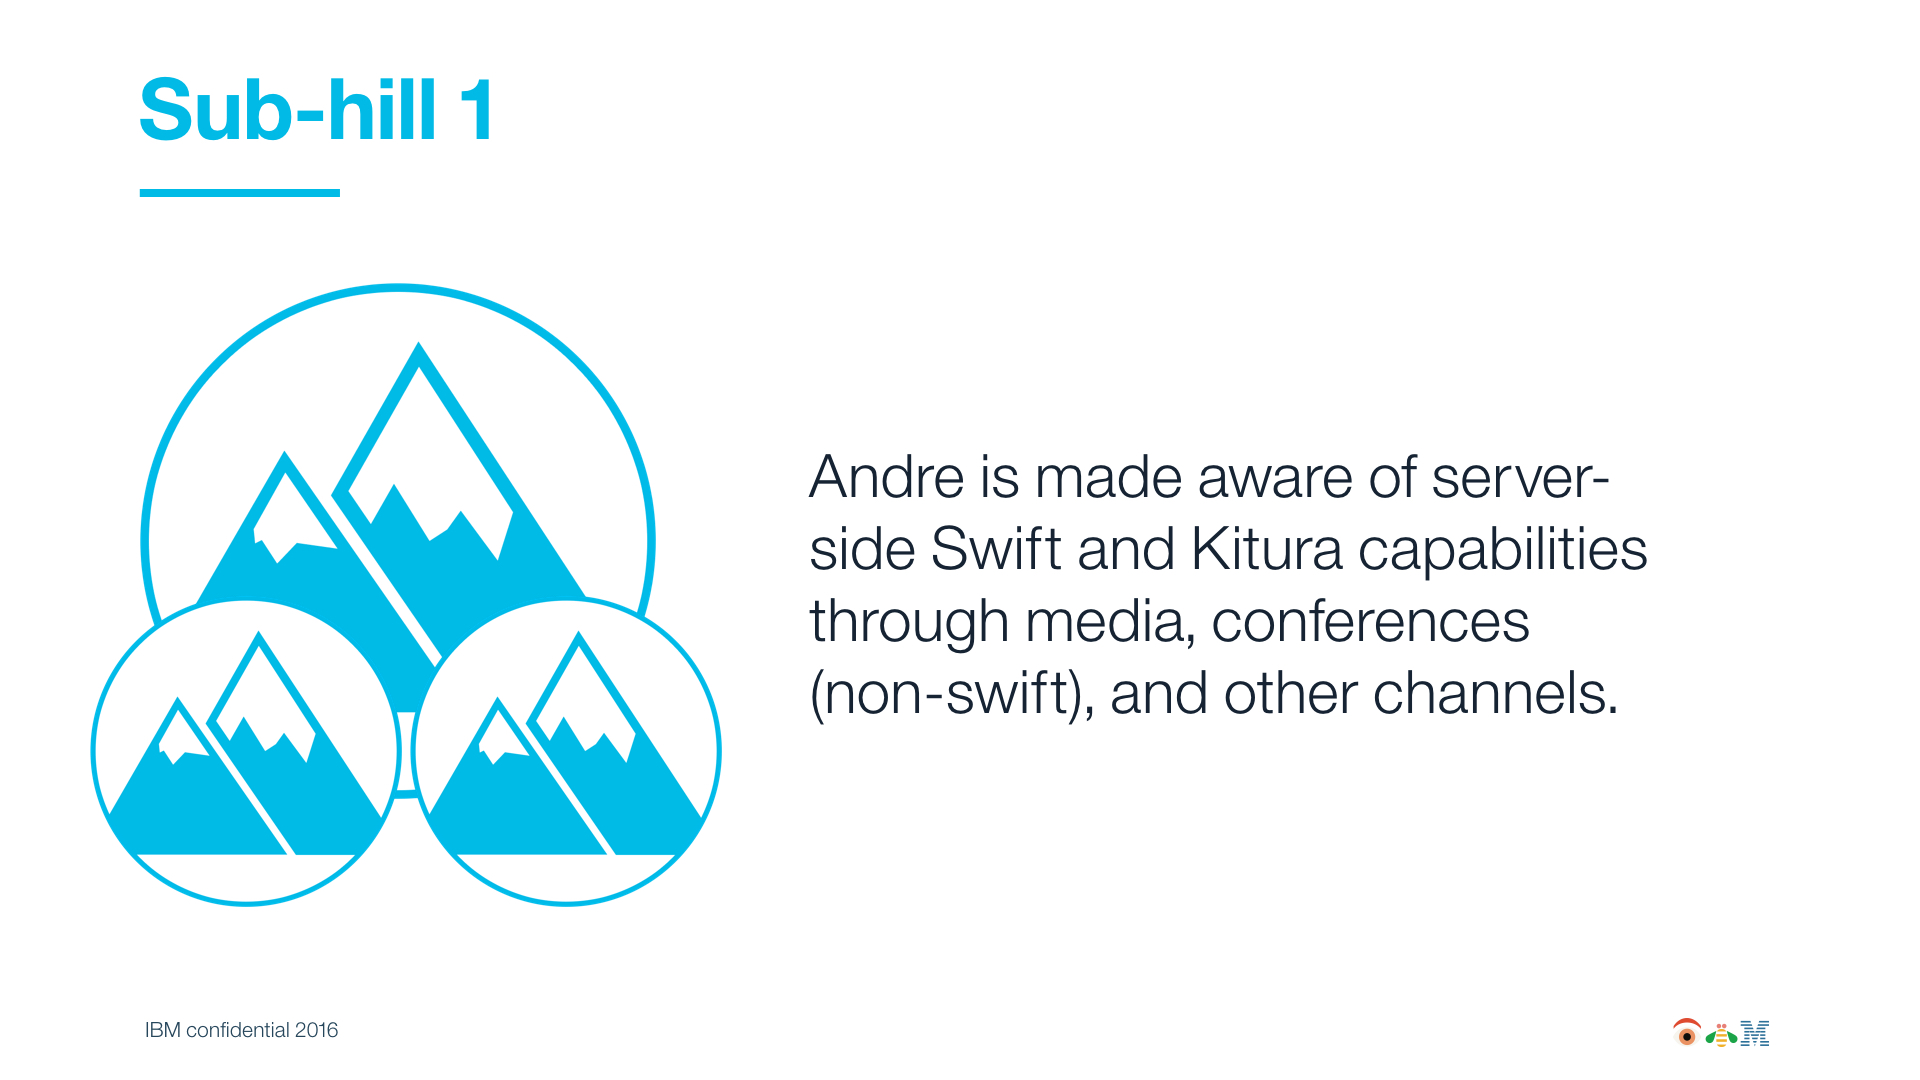 Sub-hill 1
Andre is made aware of server-
side Swift and Kitura capabilities
through media, conferences
(non-swift), and other channels.
IBM confidential 2016
M